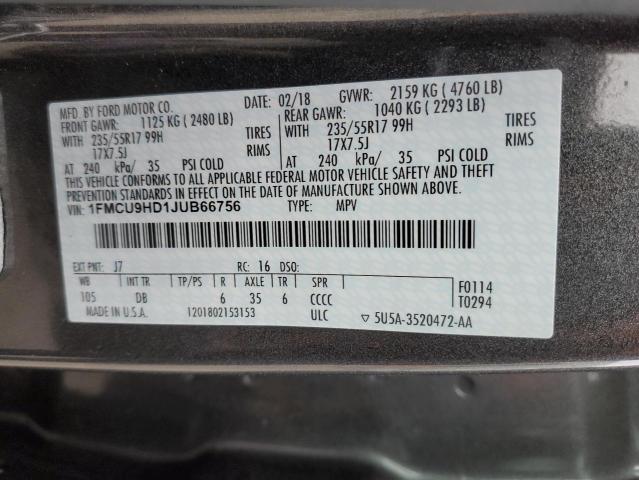 MFD. BY FORD MOTOR CO. DATE: 02/18 GVWR: 2159 KG ( 4760 LB)
FRONT GAWR: 1125 KG ( 2480 LB) REAR GAWR: 1040 KG ( 2293 LB)
WITH 235/55R17 99H TIRES WITH 235/55R17 99H TIRES
17X7.5J RIMS 17X7.5J RIMS
AT 240 kPa/ 35 PSI COLD AT 240 kPa/ 35 PSI COLD
THIS VEHICLE CONFORMS TO ALL APPLICABLE FEDERAL MOTOR VEHICLE SAFETY AND THEFT
PREVENTION STANDARDS IN EFFECT ON THE DATE OF MANUFACTURE SHOWN ABOVE.
VIN: 1FMCU9HD1JUB66756 TYPE: MPV
EXT PNT: J7 RC: 16 DSO:
WB INT TR TP/PS R AXLE TR SPR F0114
105 DB 6 35 6 CCCC T0294
MADE IN U.S.A. 1201802153153 ULC ▽ 5U5A-3520472-AA